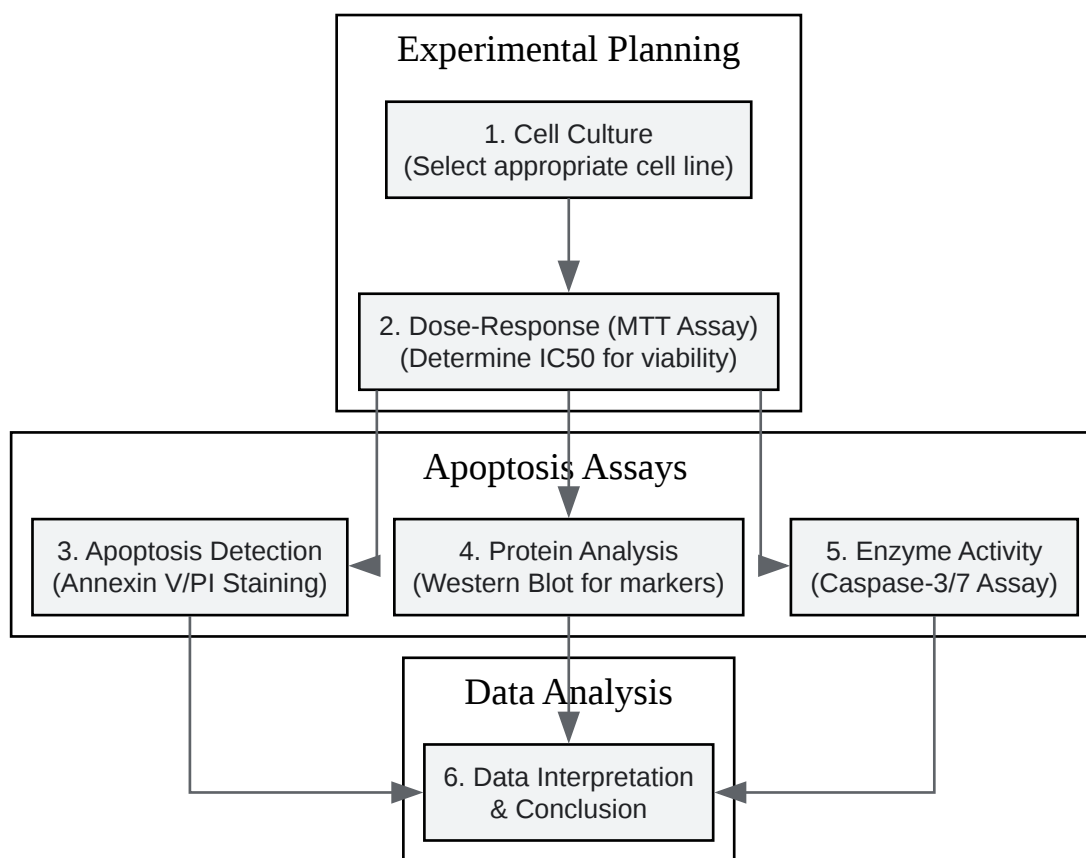 Experimental Planning
1. Cell Culture
(Select appropriate cell line)
2. Dose-Response (MTT Assay)
(Determine IC50 for viability)
Apoptosis Assays
3. Apoptosis Detection
(Annexin V/PI Staining)
4. Protein Analysis
(Western Blot for markers)
5. Enzyme Activity
(Caspase-3/7 Assay)
Data Analysis
6. Data Interpretation
& Conclusion